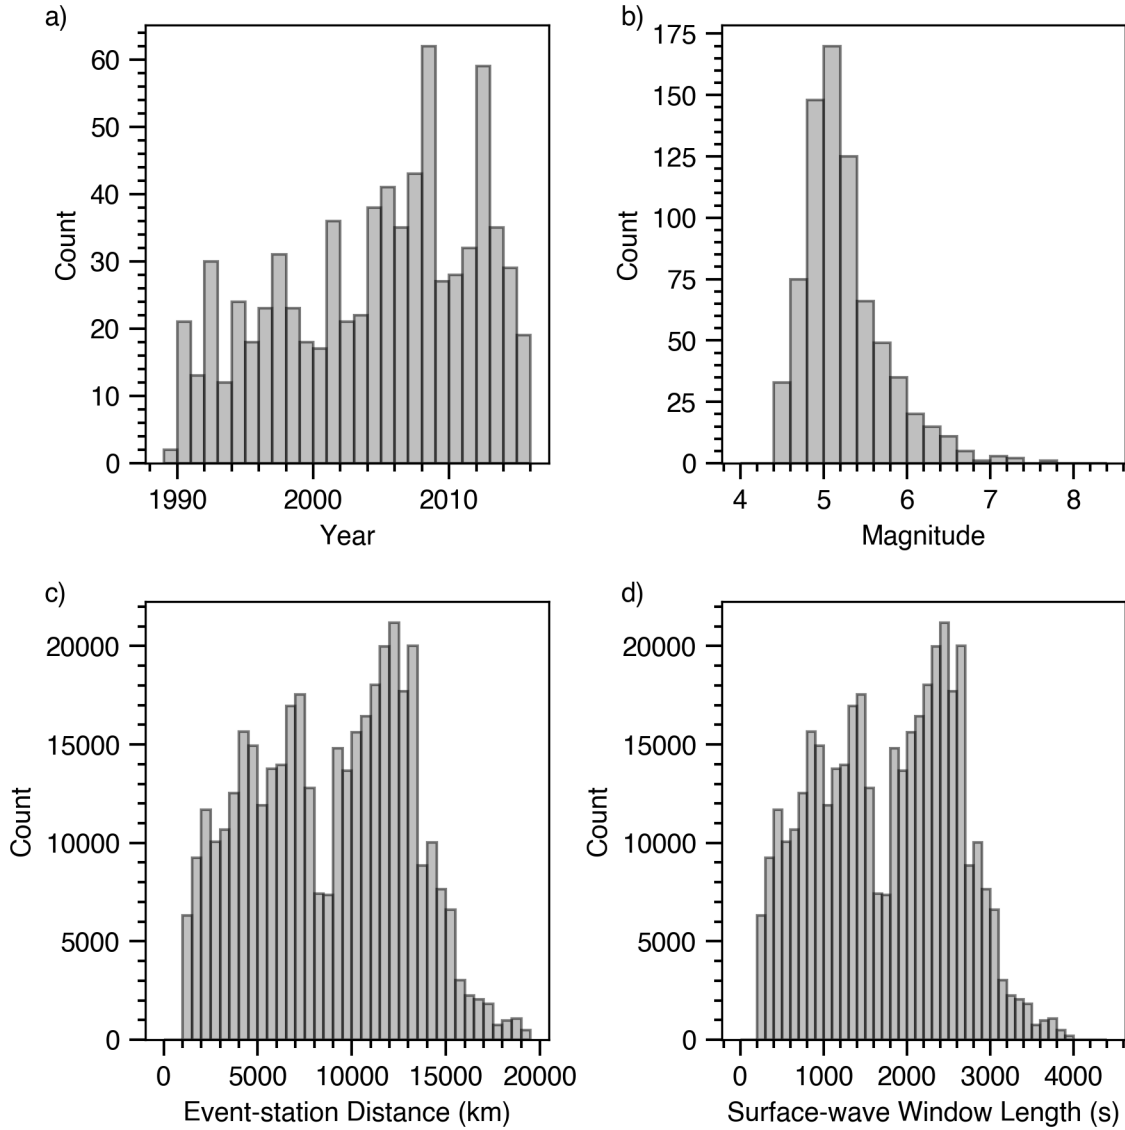 a)
60
50
40
30
20
10
0
Count
1990 2000 2010
Year
b)
175
150
125
100
75
50
25
0
Count
4 5 6 7 8
Magnitude
c)
20000
15000
10000
5000
0
Count
0 5000 10000 15000 20000
Event-station Distance (km)
d)
20000
15000
10000
5000
0
Count
0 1000 2000 3000 4000
Surface-wave Window Length (s)